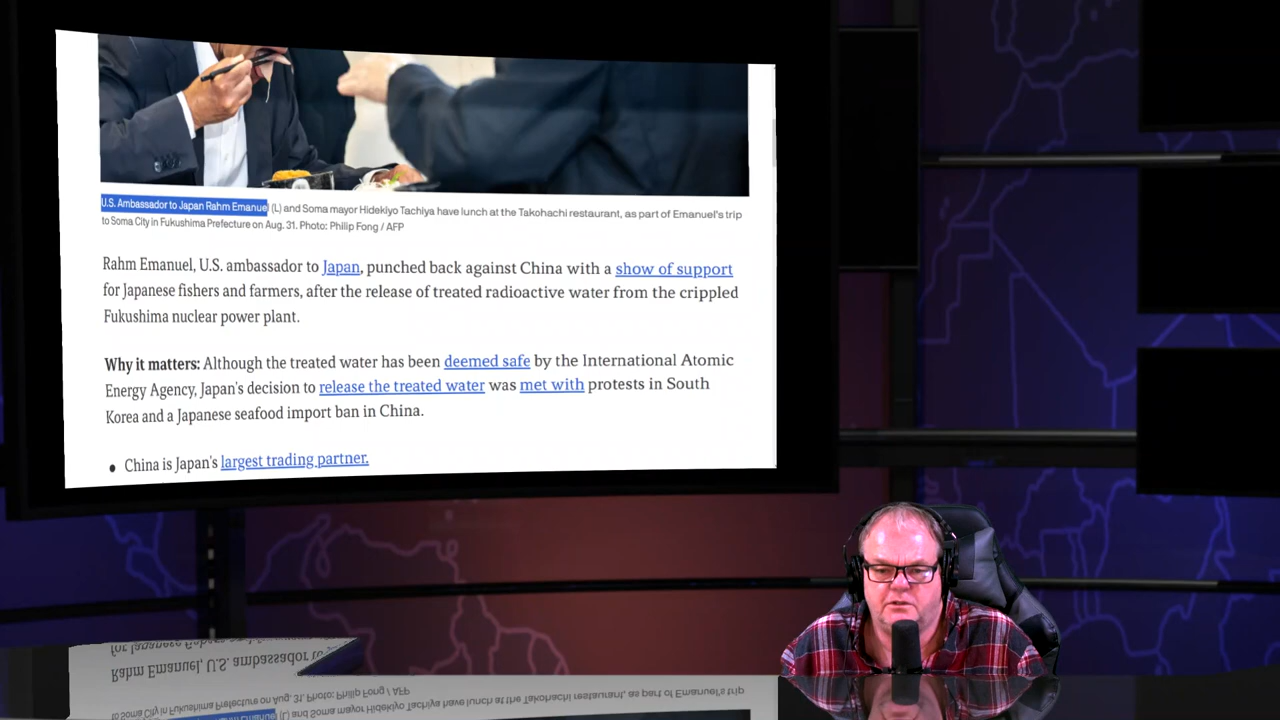 U.S. Ambassador to Japan Rahm Emanuel (L) and Soma mayor Hidekiyo Tachiya have lunch at the Takohachi restaurant, as part of Emanuel's trip
to Soma City in Fukushima Prefecture on Aug. 31. Photo: Philip Fong / AFP
Rahm Emanuel, U.S. ambassador to Japan, punched back against China with a show of support
for Japanese fishers and farmers, after the release of treated radioactive water from the crippled
Fukushima nuclear power plant.
Why it matters: Although the treated water has been deemed safe by the International Atomic
Energy Agency, Japan's decision to release the treated water was met with protests in South
Korea and a Japanese seafood import ban in China.
• China is Japan's largest trading partner.